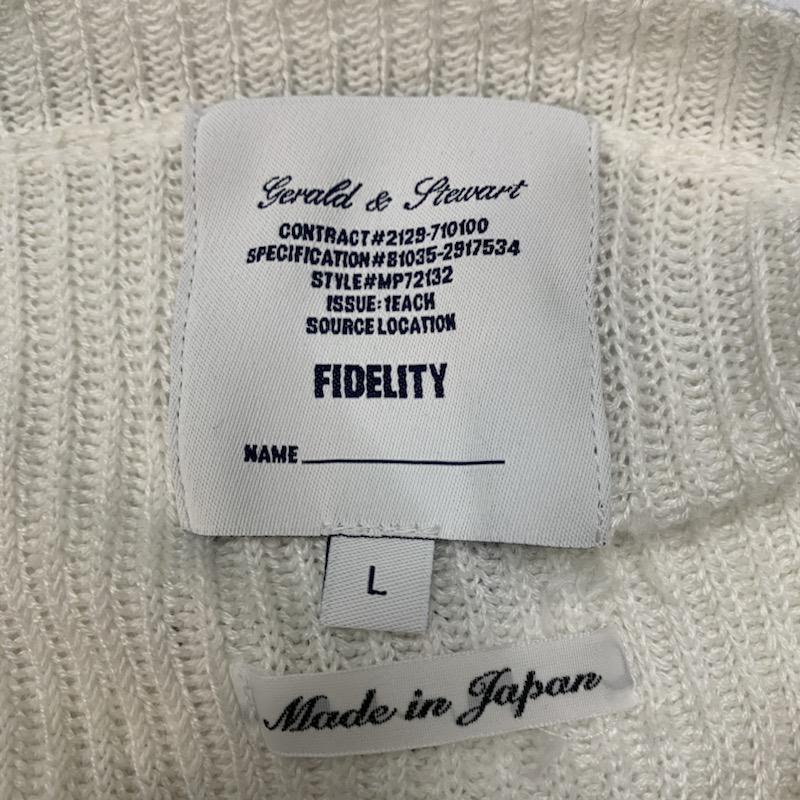 Gerald & Stewart
CONTRACT#2129-710100
SPECIFICATION#81035-2917534
STYLE#MP72132
ISSUE:1EACH
SOURCE LOCATION
FIDELITY
NAME
L
Made in Japan